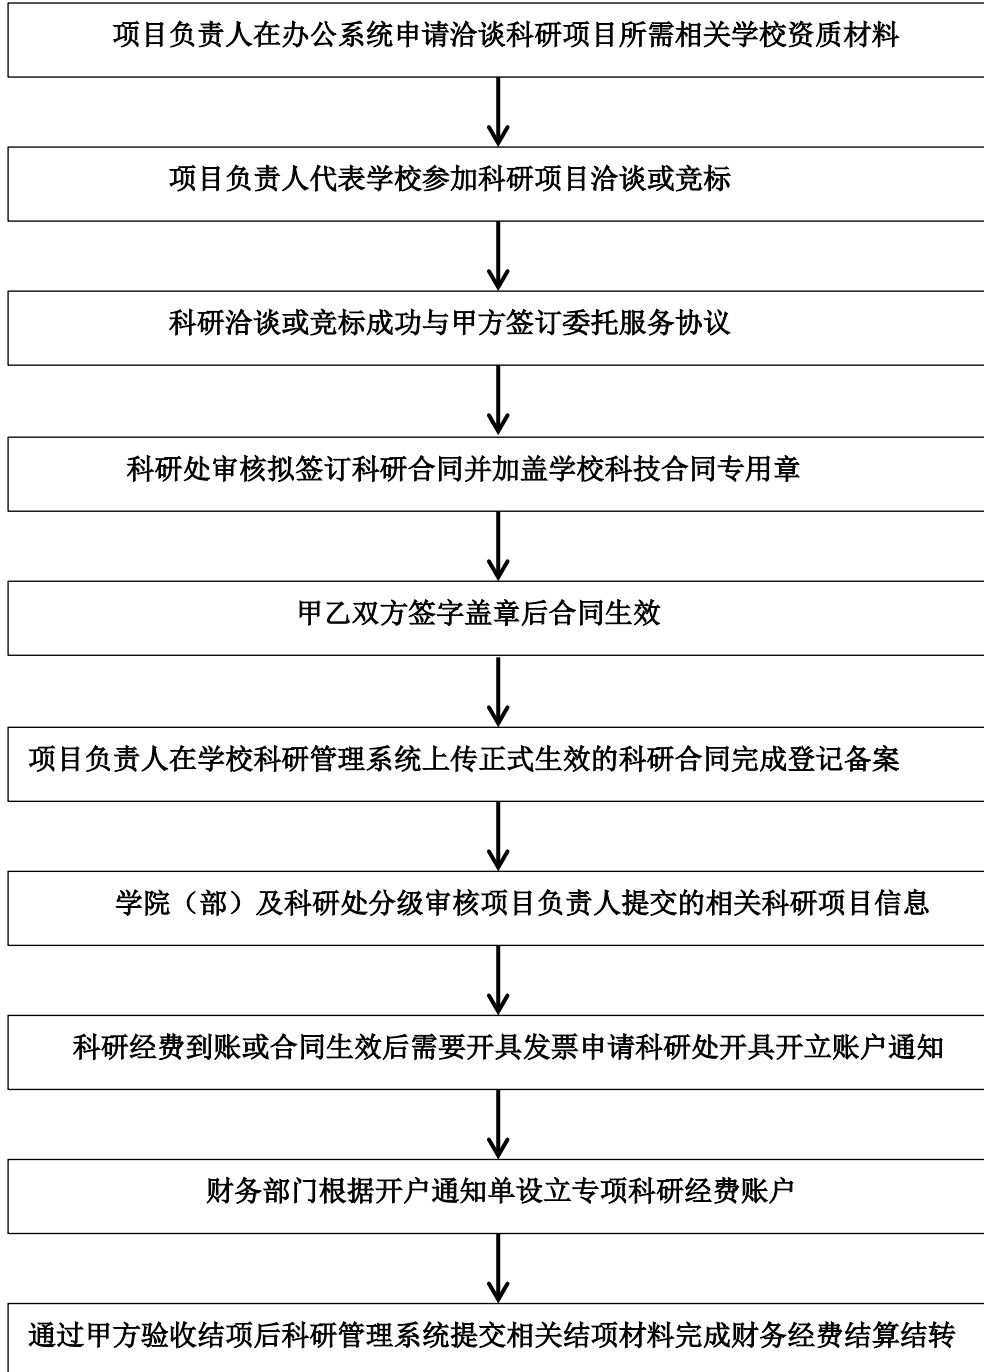 项目负责人在办公系统申请洽谈科研项目所需相关学校资质材料
项目负责人代表学校参加科研项目洽谈或竞标
科研洽谈或竞标成功与甲方签订委托服务协议
科研处审核拟签订科研合同并加盖学校科技合同专用章
甲乙双方签字盖章后合同生效
项目负责人在学校科研管理系统上传正式生效的科研合同完成登记备案
学院（部）及科研处分级审核项目负责人提交的相关科研项目信息
科研经费到账或合同生效后需要开具发票申请科研处开具开立账户通知
财务部门根据开户通知单设立专项科研经费账户
通过甲方验收结项后科研管理系统提交相关结项材料完成财务经费结算结转